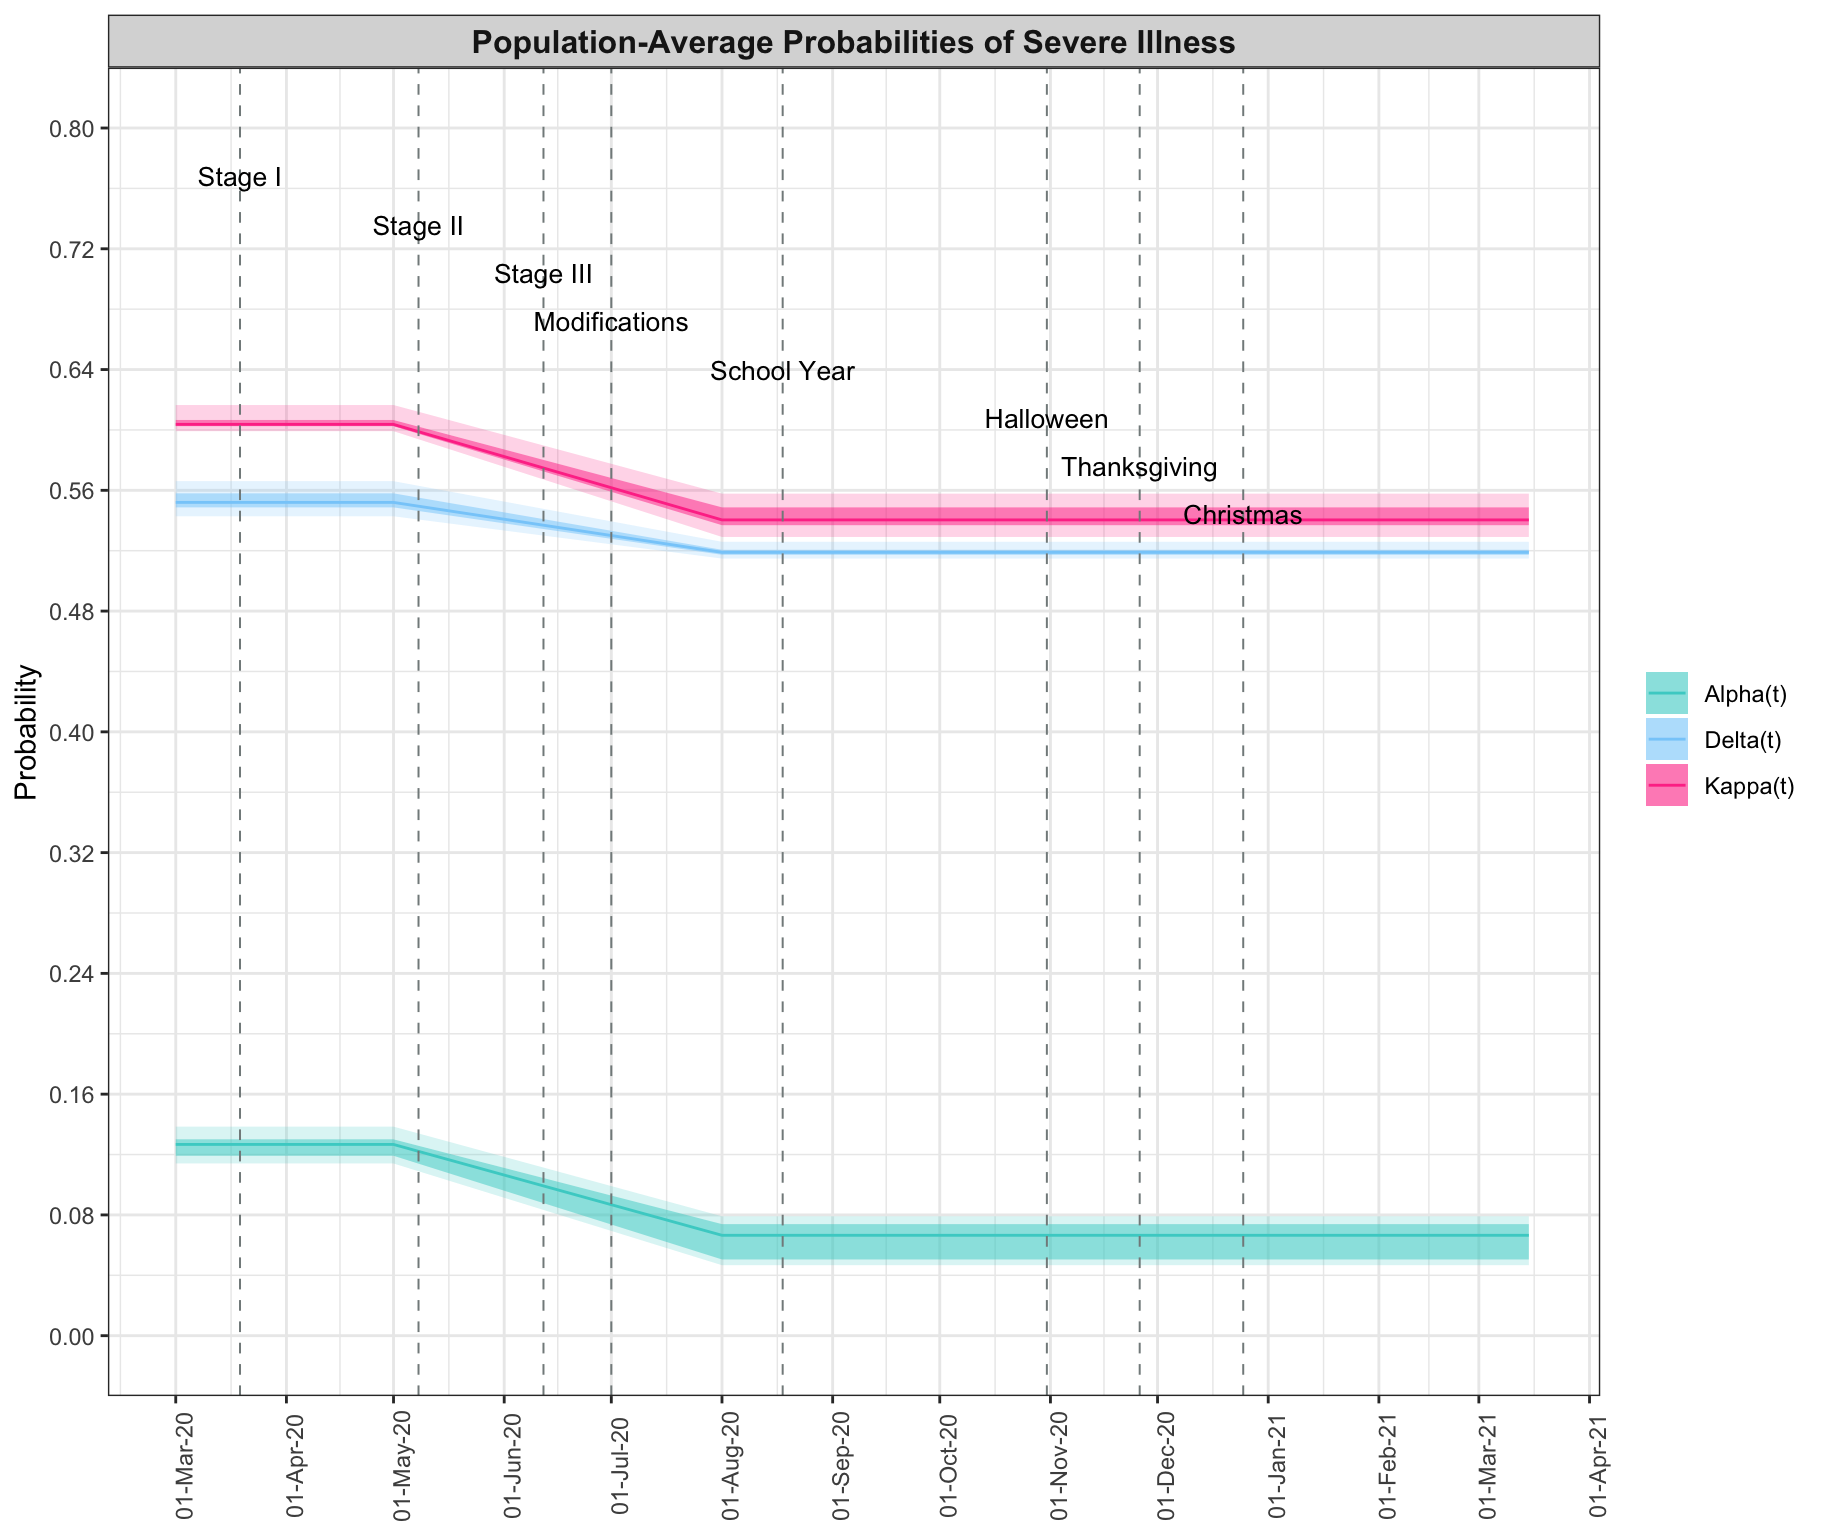 Population-Average Probabilities of Severe Illness
0.80
Stage I
Stage II
0.72
Stage III
Modifications
0.64
School Year
Halloween
Thanksgiving
0.56
Christmas
0.48
Probability
Alpha(t)
Delta(t)
0.40
Kappa(t)
0.32
0.24
0.16
0.08
0.00
01-Mar-20
01-Apr-20
01-May-20
01-Jun-20
01-Jul-20
01-Aug-20
01-Sep-20
01-Oct-20
01-Nov-20
01-Dec-20
01-Jan-21
01-Feb-21
01-Mar-21
01-Apr-21